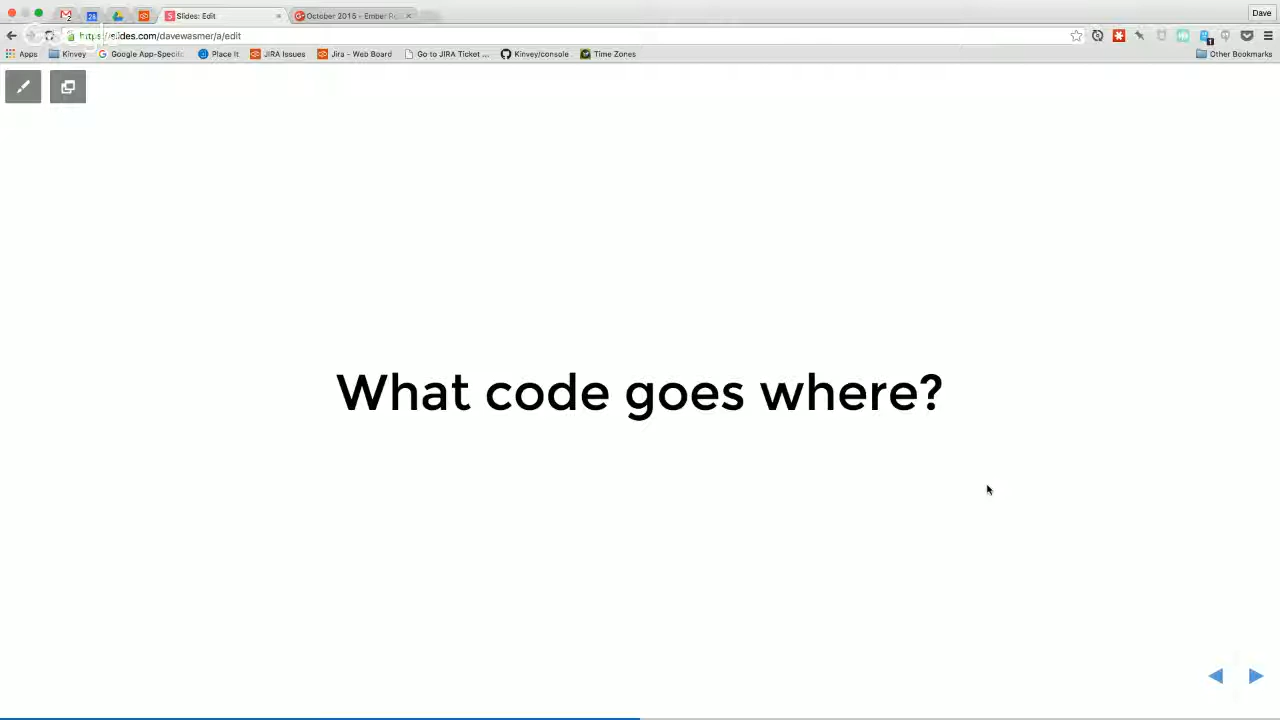 Slides: Edit
October 2015 - Ember R
Dave
https://slides.com/davewasmer/a/edit
Apps
Kinvey
Google App-Specific
Place It
JIRA Issues
Jira - Web Board
Go to JIRA Ticket ...
Kinvey/console
Time Zones
Other Bookmarks
What code goes where?